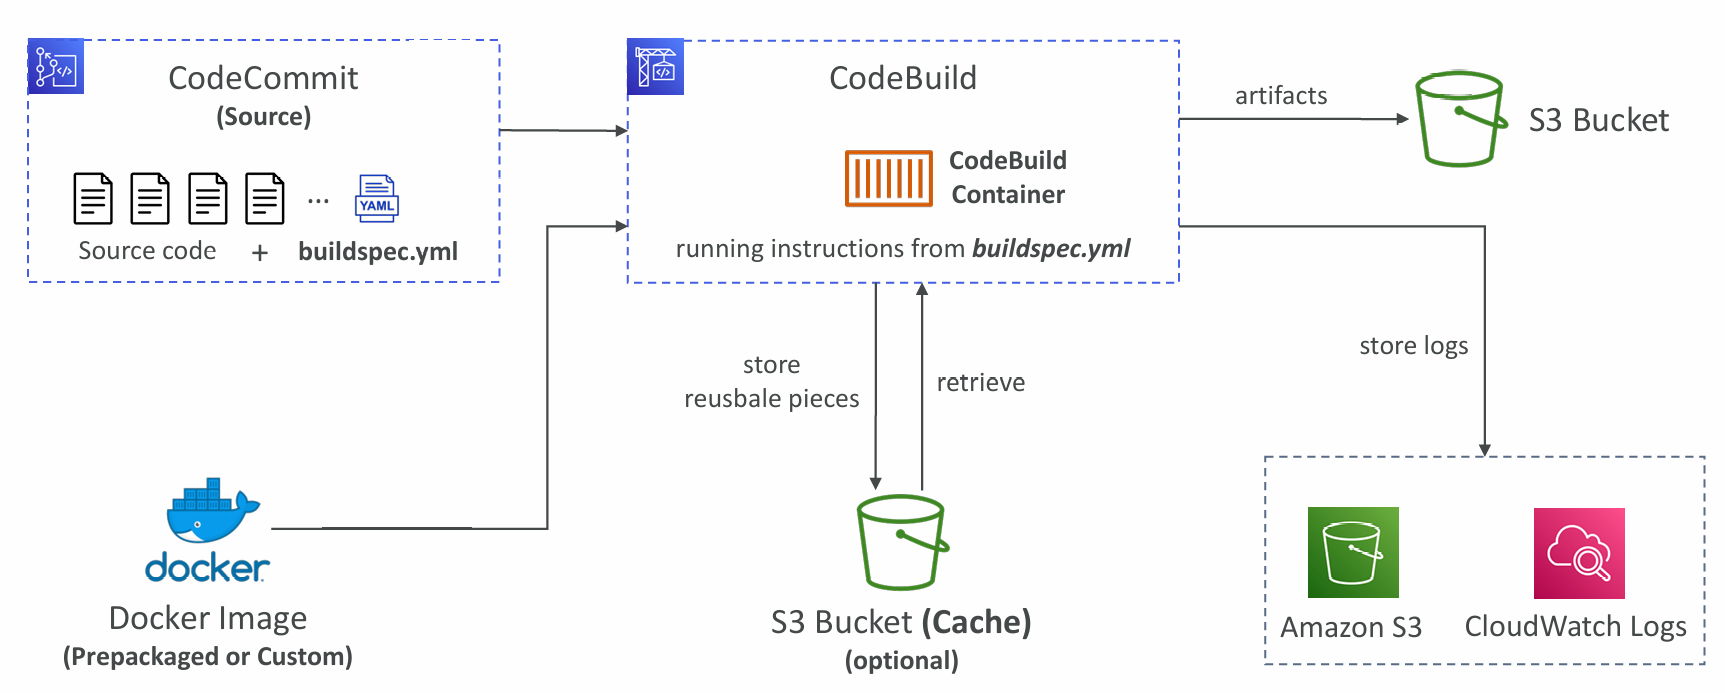 CodeCommit
(Source)
...
YAML
Source code + buildspec.yml
CodeBuild
CodeBuild
Container
running instructions from buildspec.yml
artifacts
S3 Bucket
store
reusbale pieces
retrieve
store logs
docker
Docker Image
(Prepackaged or Custom)
S3 Bucket (Cache)
(optional)
Amazon S3
CloudWatch Logs